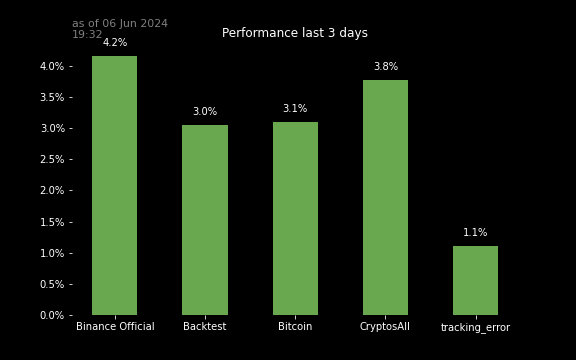 as of 06 Jun 2024
19:32
Performance last 3 days
4.2%
3.0%
3.1%
3.8%
1.1%
4.0%
3.5%
3.0%
2.5%
2.0%
1.5%
1.0%
0.5%
0.0%
Binance Official
Backtest
Bitcoin
CryptosAll
tracking_error